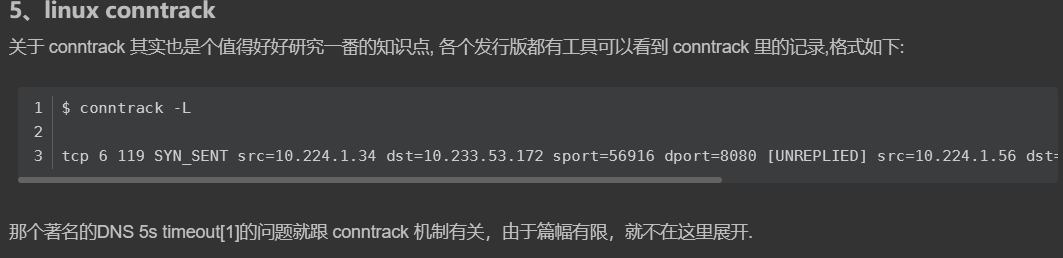 5、linux conntrack
关于 conntrack 其实也是个值得好好研究一番的知识点, 各个发行版都有工具可以看到 conntrack 里的记录,格式如下:
1 $ conntrack -L
2
3 tcp 6 119 SYN_SENT src=10.224.1.34 dst=10.233.53.172 sport=56916 dport=8080 [UNREPLIED] src=10.224.1.56 dst=
那个著名的DNS 5s timeout[1]的问题就跟 conntrack 机制有关，由于篇幅有限，就不在这里展开.